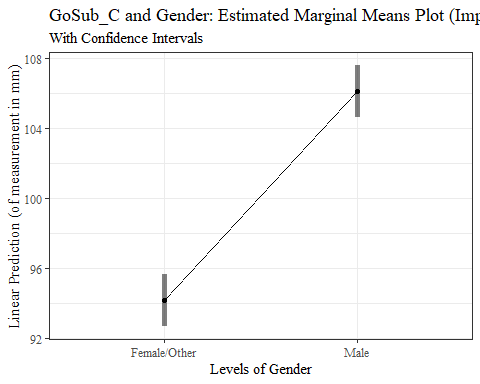 GoSub_C and Gender: Estimated Marginal Means Plot (Imp
With Confidence Intervals
Linear Prediction (of measurement in mm)
108
104
100
96
92
Female/Other
Male
Levels of Gender